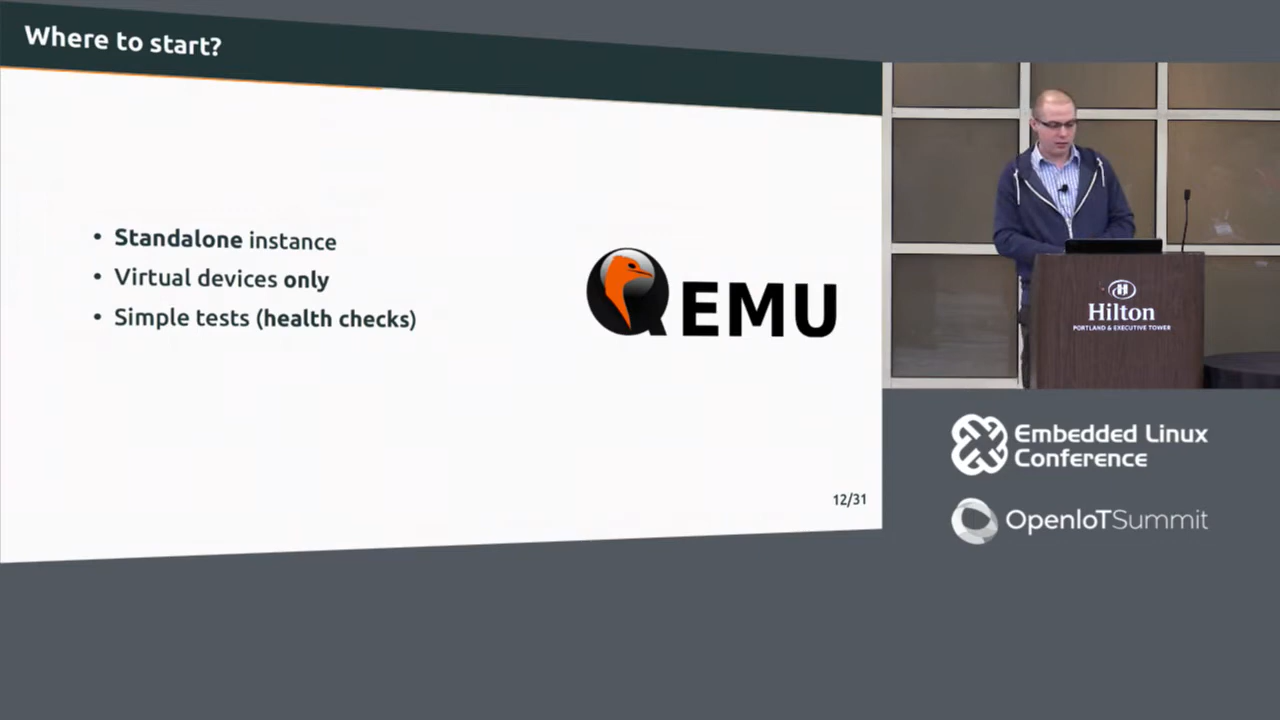 Where to start?
• Standalone instance
• Virtual devices only
• Simple tests (health checks)
QEMU
12/31
Hilton
PORTLAND & EXECUTIVE TOWER
Embedded Linux
Conference
OpenIoTSummit